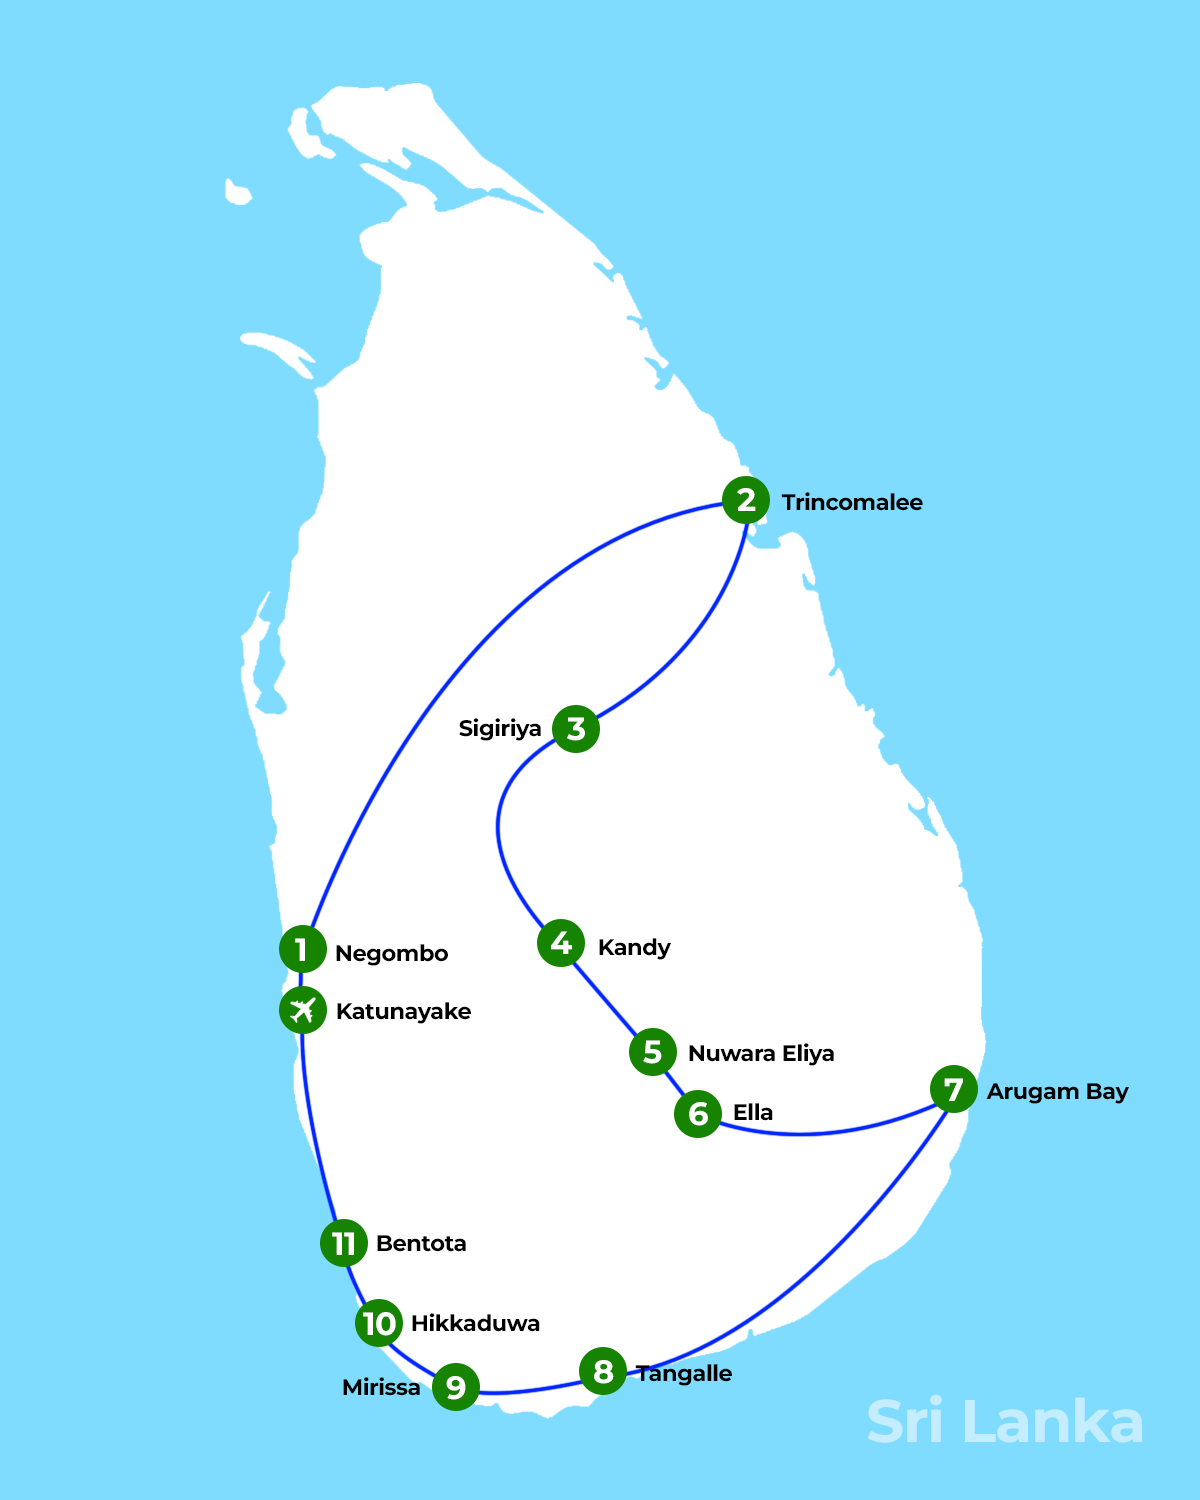 2 Trincomalee
Sigiriya 3
1 Negombo
4 Kandy
Katunayake
5 Nuwara Eliya
7 Arugam Bay
6 Ella
11 Bentota
10 Hikkaduwa
8 Tangalle
Mirissa 9
Sri Lanka